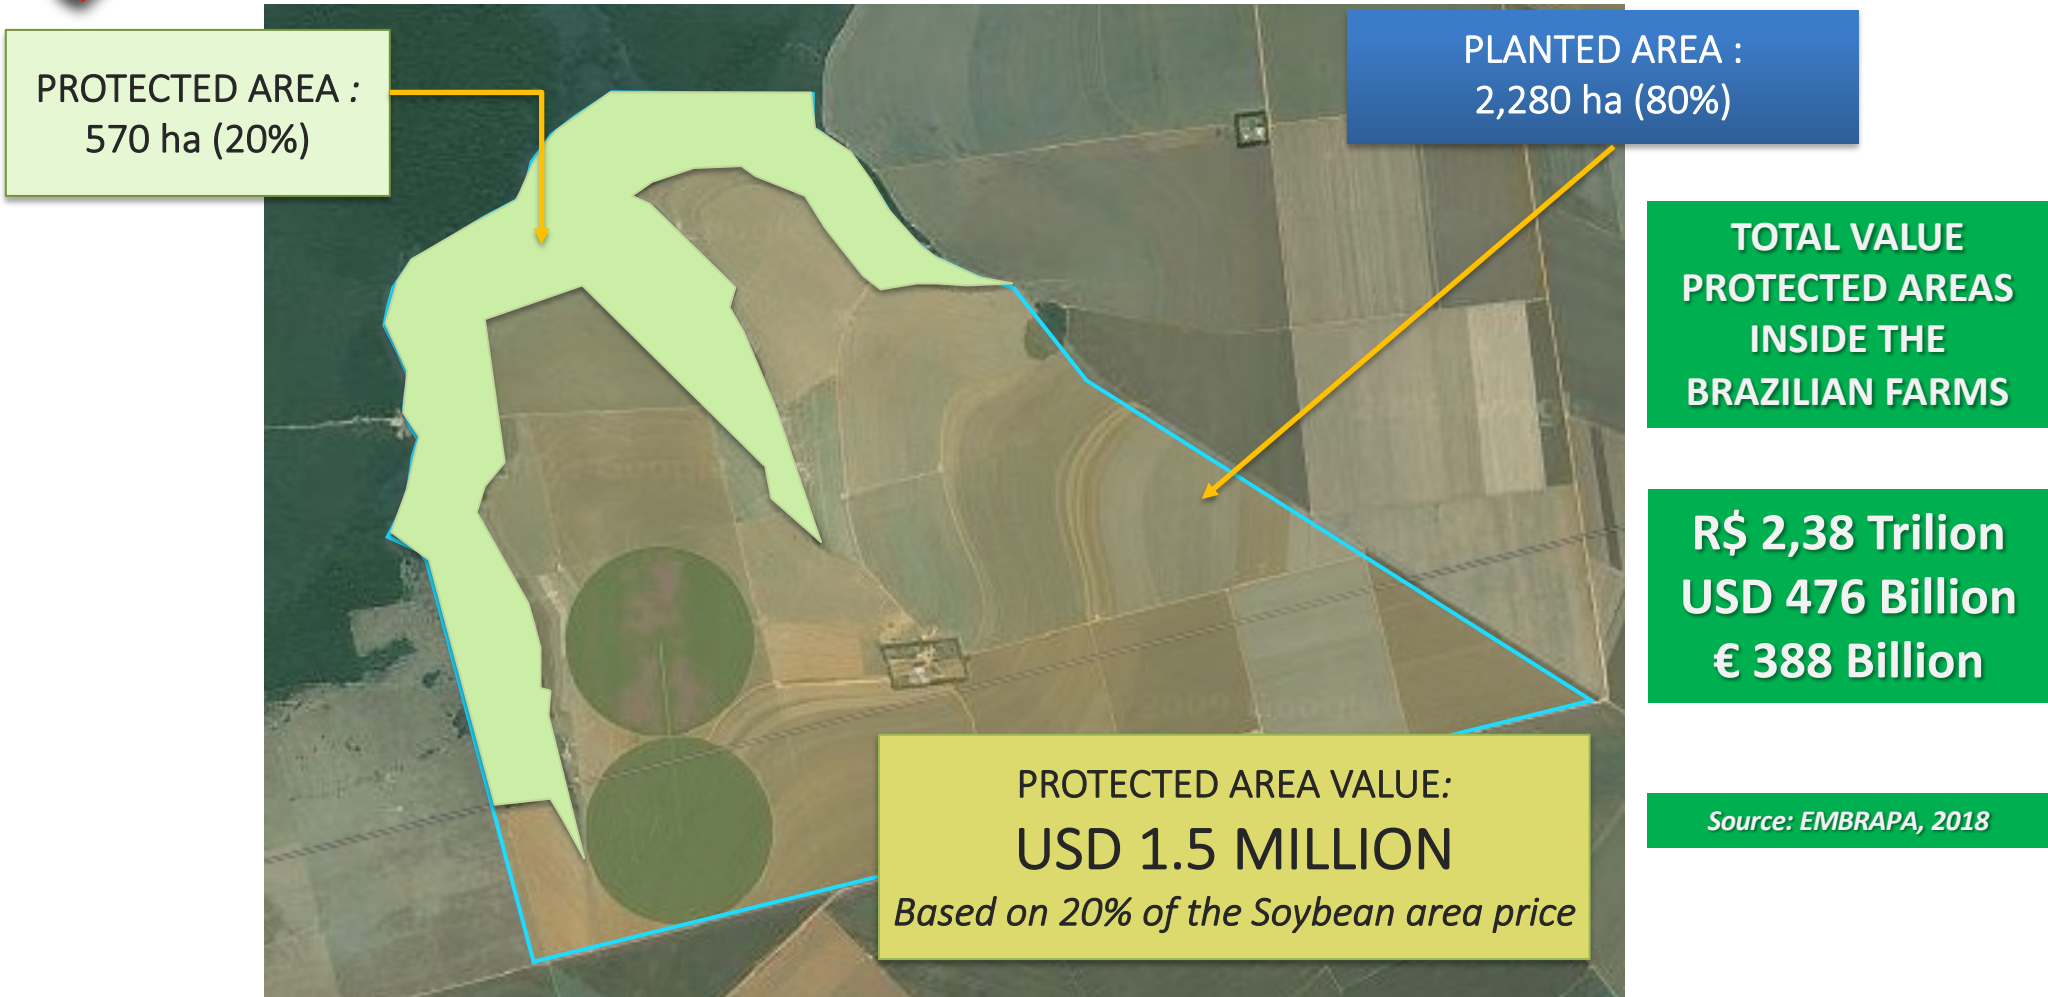 PROTECTED AREA :
570 ha (20%)
PLANTED AREA :
2,280 ha (80%)
TOTAL VALUE
PROTECTED AREAS
INSIDE THE
BRAZILIAN FARMS
R$ 2,38 Trilion
USD 476 Billion
€ 388 Billion
PROTECTED AREA VALUE:
USD 1.5 MILLION
Based on 20% of the Soybean area price
Source: EMBRAPA, 2018